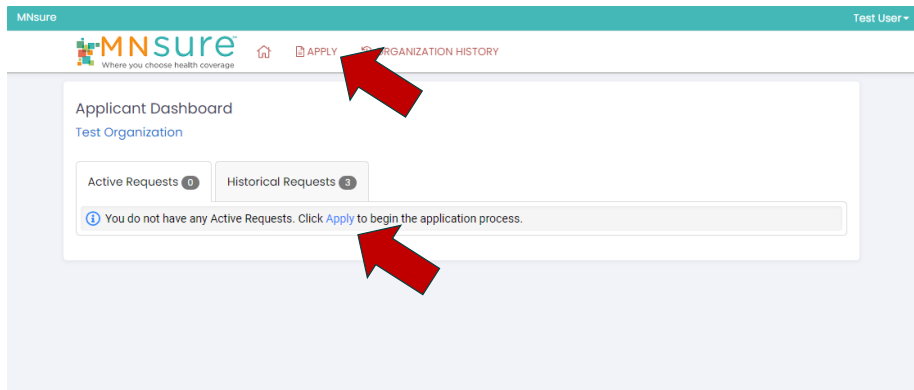 MNsure
Test User
MNsure
Where you choose health coverage
APPLY
ORGANIZATION HISTORY
Applicant Dashboard
Test Organization
Active Requests 0
Historical Requests 3
You do not have any Active Requests. Click Apply to begin the application process.